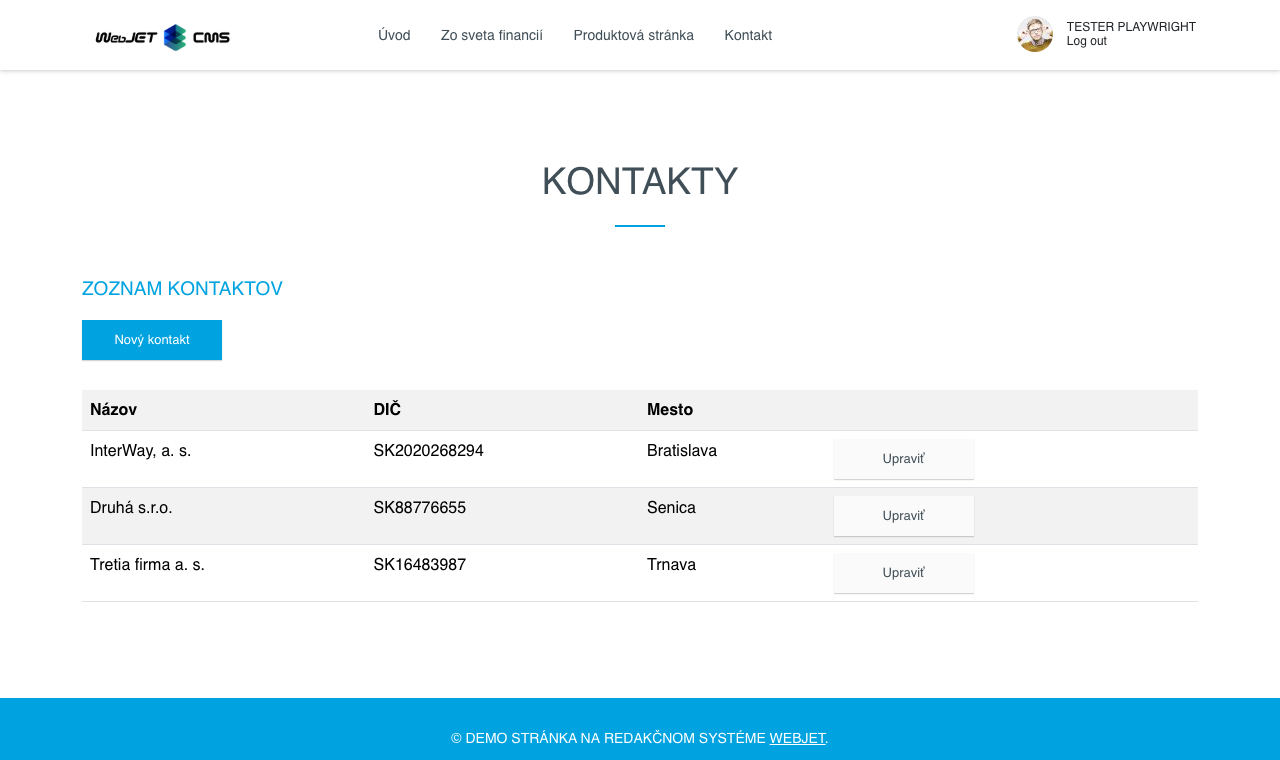 WebJET CMS
Úvod
Zo sveta financií
Produktová stránka
Kontakt
TESTER PLAYWRIGHT
Log out
KONTAKTY
ZOZNAM KONTAKTOV
Nový kontakt
Názov DIČ Mesto
InterWay, a. s. SK2020268294 Bratislava Upraviť
Druhá s.r.o. SK88776655 Senica Upraviť
Tretia firma a. s. SK16483987 Trnava Upraviť
© DEMO STRÁNKA NA REDAKČNOM SYSTÉME WEBJET.